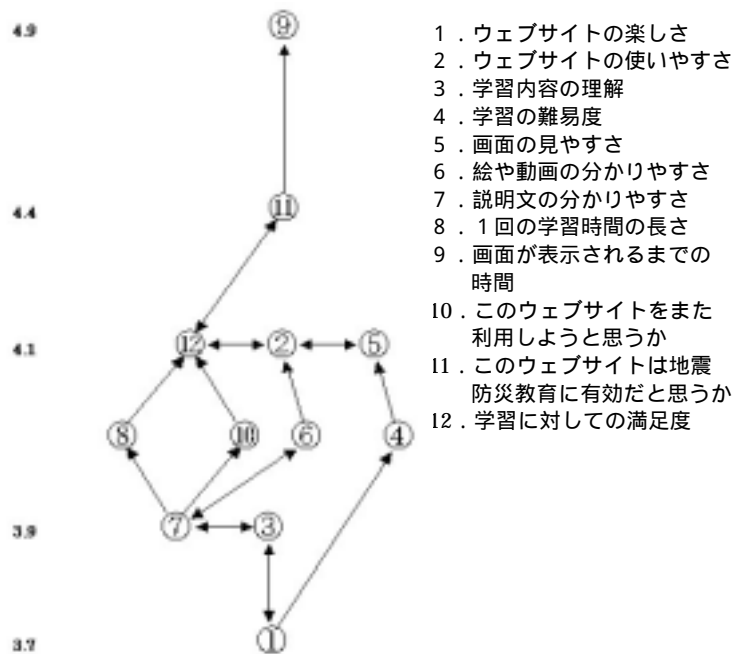 4.9
⑨
4.4
⑪
4.1
⑫
②
⑤
⑧
⑩
⑥
④
3.9
⑦
③
3.7
①
1．ウェブサイトの楽しさ
2．ウェブサイトの使いやすさ
3．学習内容の理解
4．学習の難易度
5．画面の見やすさ
6．絵や動画の分かりやすさ
7．説明文の分かりやすさ
8．1回の学習時間の長さ
9．画面が表示されるまでの
時間
10．このウェブサイトをまた
利用しようと思うか
11．このウェブサイトは地震
防災教育に有効だと思うか
12．学習に対しての満足度